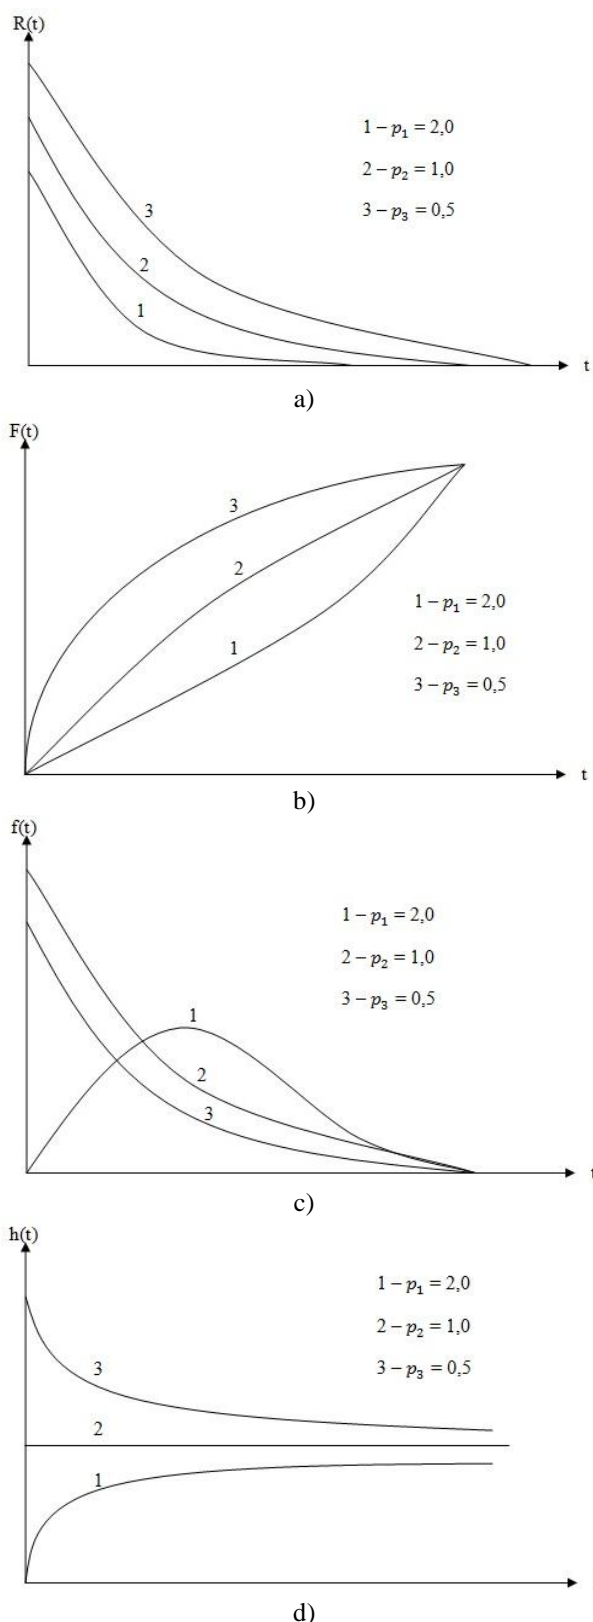 R(t)
1 − p₁ = 2,0
2 − p₂ = 1,0
3 − p₃ = 0,5
3
2
1
t
a)
F(t)
3
2
1
1 − p₁ = 2,0
2 − p₂ = 1,0
3 − p₃ = 0,5
t
b)
f(t)
1 − p₁ = 2,0
2 − p₂ = 1,0
3 − p₃ = 0,5
1
2
3
t
c)
h(t)
1 − p₁ = 2,0
2 − p₂ = 1,0
3 − p₃ = 0,5
3
2
1
d)